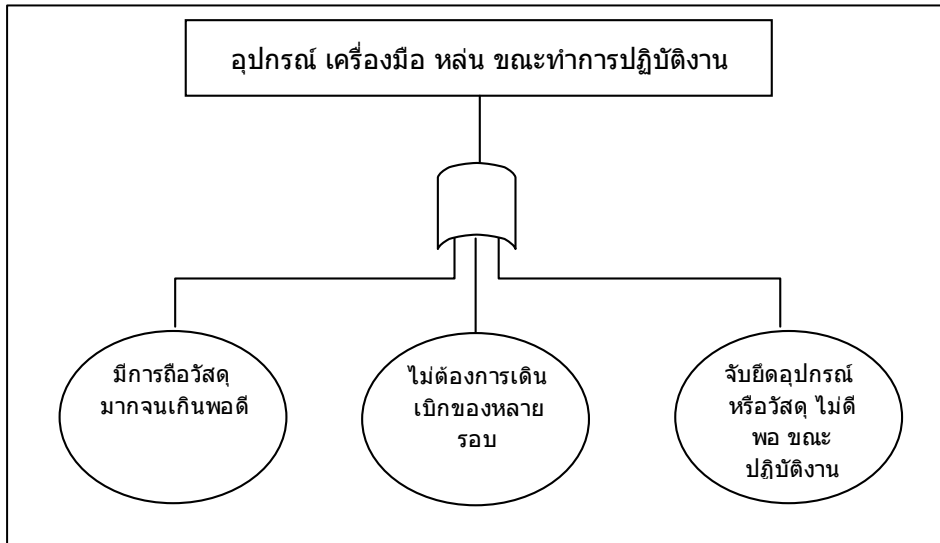 อุปกรณ์ เครื่องมือ หล่น ขณะทำการปฏิบัติงาน
มีการถือวัสดุ
มากจนเกินพอดี
ไม่ต้องการเดิน
เบิกของหลาย
รอบ
จับยึดอุปกรณ์
หรือวัสดุ ไม่ดี
พอ ขณะ
ปฏิบัติงาน